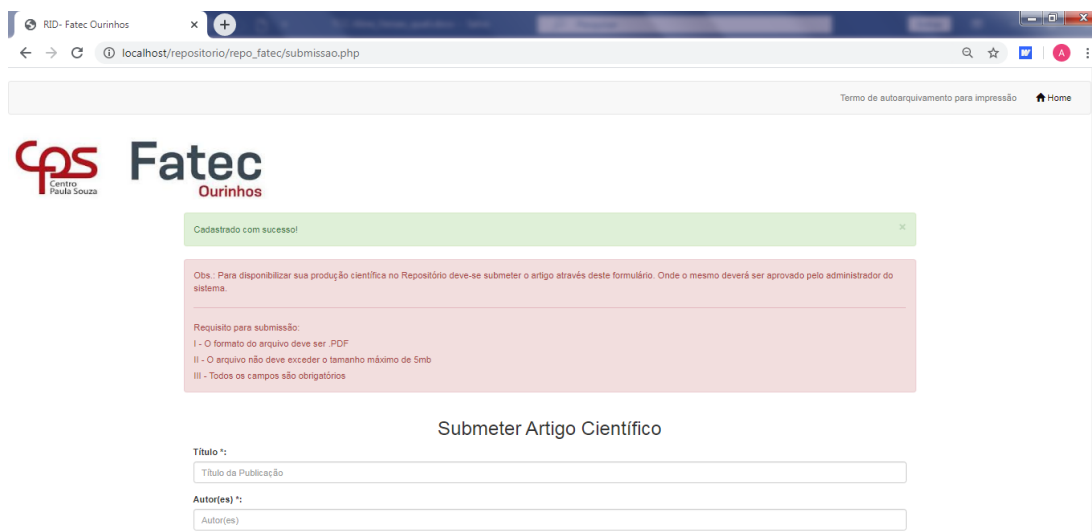 RID- Fatec Ourinhos
localhost/repositorio/repo_fatec/submissao.php
A
Termo de autoarquivamento para impressão Home
cps
Centro
Paula Souza
Fatec
Ourinhos
Cadastrado com sucesso!
Obs.: Para disponibilizar sua produção científica no Repositório deve-se submeter o artigo através deste formulário. Onde o mesmo deverá ser aprovado pelo administrador do
sistema.
Requisito para submissão:
I - O formato do arquivo deve ser .PDF
II - O arquivo não deve exceder o tamanho máximo de 5mb
III - Todos os campos são obrigatórios
Submeter Artigo Científico
Título *:
Título da Publicação
Autor(es) *:
Autor(es)